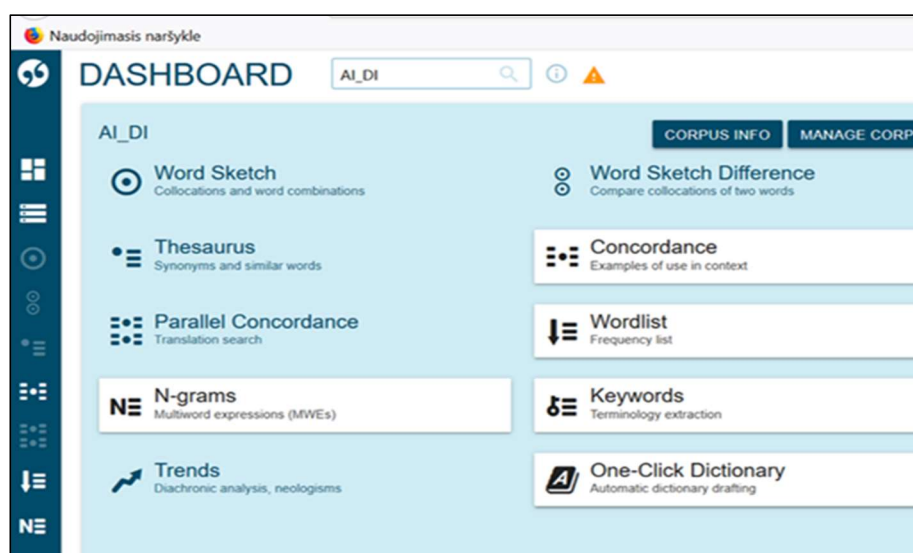 Naudojimasis naršykle
DASHBOARD
AI_DI
AI_DI
CORPUS INFO
MANAGE CORP
Word Sketch
Collocations and word combinations
Word Sketch Difference
Compare collocations of two words
Thesaurus
Synonyms and similar words
Concordance
Examples of use in context
Parallel Concordance
Translation search
Wordlist
Frequency list
N-grams
Multiword expressions (MWEs)
Keywords
Terminology extraction
Trends
Diachronic analysis, neologisms
One-Click Dictionary
Automatic dictionary drafting